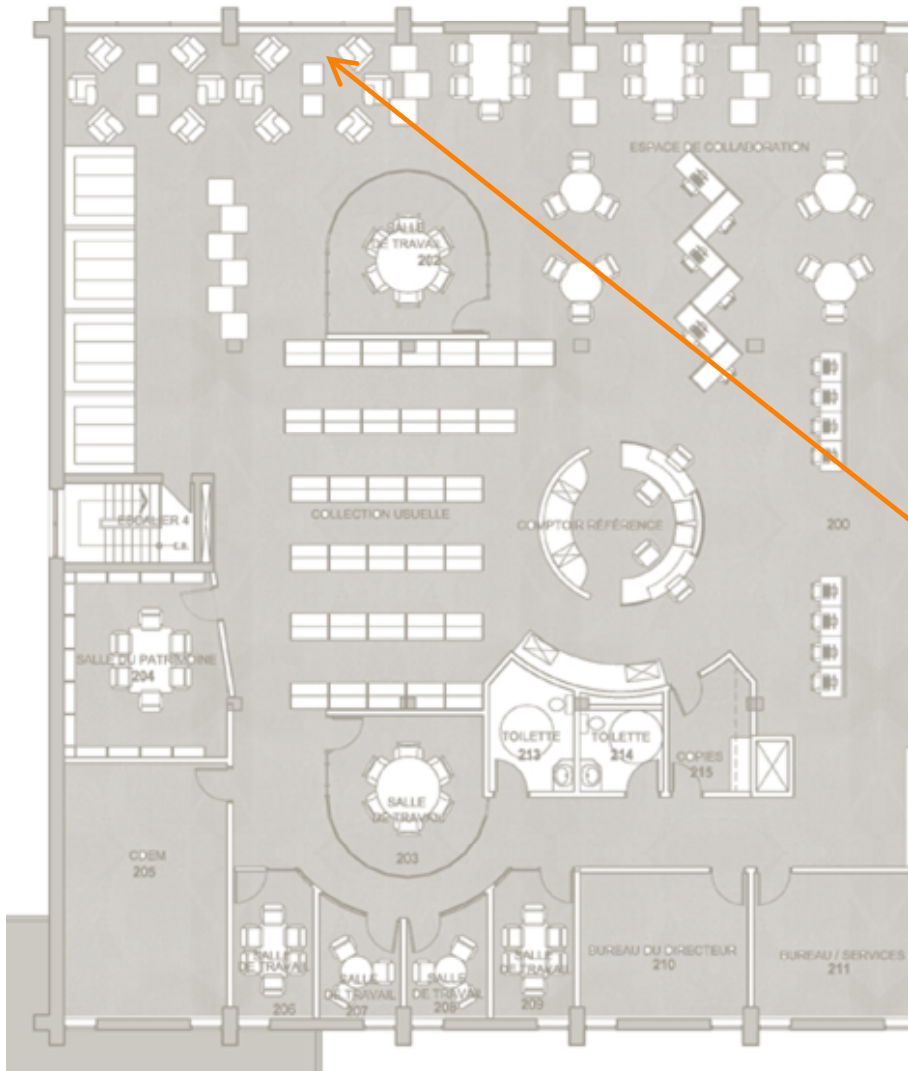 ESPACE DE COLLABORATION
SALLE
DE TRAVAIL
202
ESCALIER 4
COLLECTION USUELLE
COMPTOIR RÉFÉRENCE
200
SALLE DU PATRIMOINE
204
TOILETTE
213
TOILETTE
214
COPIES
215
SALLE
DE TRAVAIL
203
CDEM
205
SALLE
DE TRAVAIL
206
SALLE
DE TRAVAIL
207
SALLE
DE TRAVAIL
208
SALLE
DE TRAVAIL
209
BUREAU DU DIRECTEUR
210
BUREAU / SERVICES
211